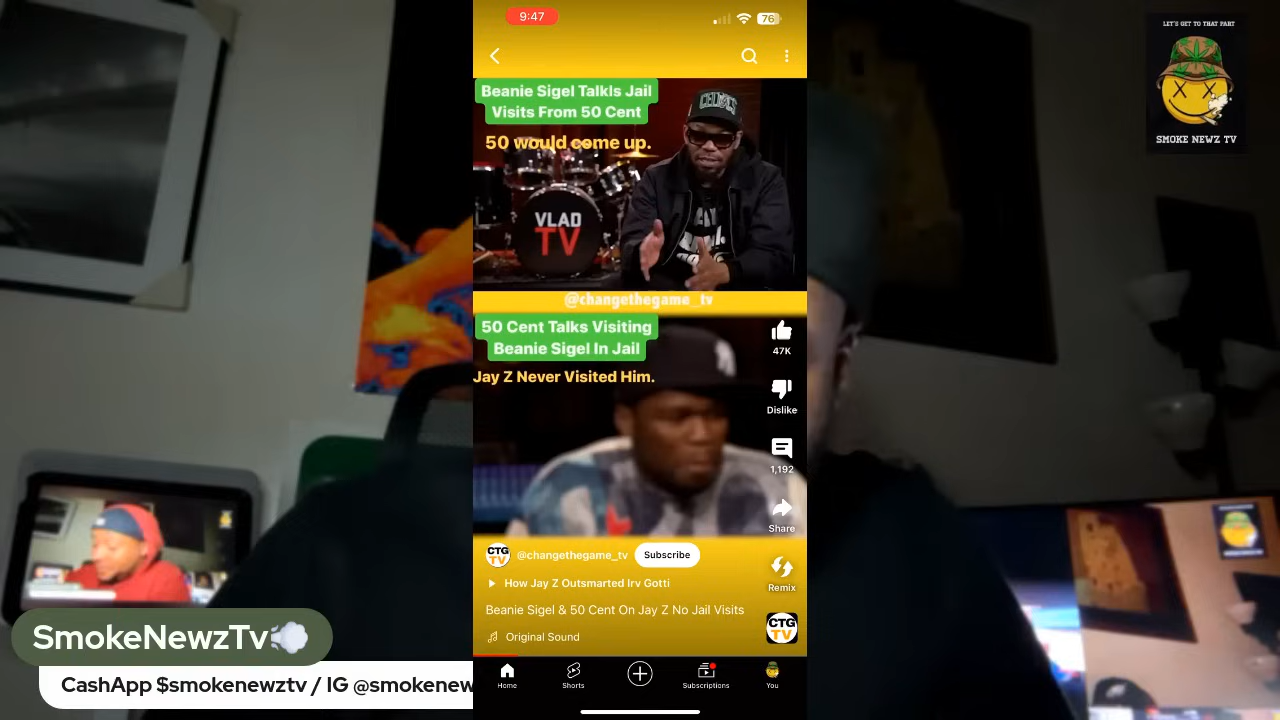 9:47
76
LET'S GET TO THAT PART
SMOKE NEWZ TV
Beanie Sigel Talkls Jail
Visits From 50 Cent
50 would come up.
CELTICS
VLAD
TV
@changethegame_tv
50 Cent Talks Visiting
Beanie Sigel In Jail
Jay Z Never Visited Him.
47K
Dislike
1,192
Share
CTG
TV
@changethegame_tv
Subscribe
How Jay Z Outsmarted Irv Gotti
Remix
Beanie Sigel & 50 Cent On Jay Z No Jail Visits
CTG
TV
Original Sound
SmokeNewzTv💨
CashApp $smokenewztv / IG @smokenew
Home
Shorts
Subscriptions
You